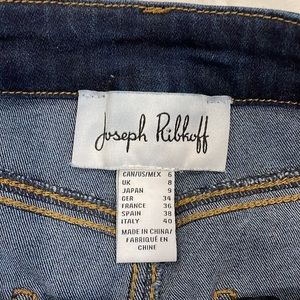 Joseph Ribkoff
CAN/US/MEX 6
UK 8
JAPAN 9
GER 34
FRANCE 36
SPAIN 38
ITALY 40
MADE IN CHINA/
FABRIQUÉ EN
CHINE